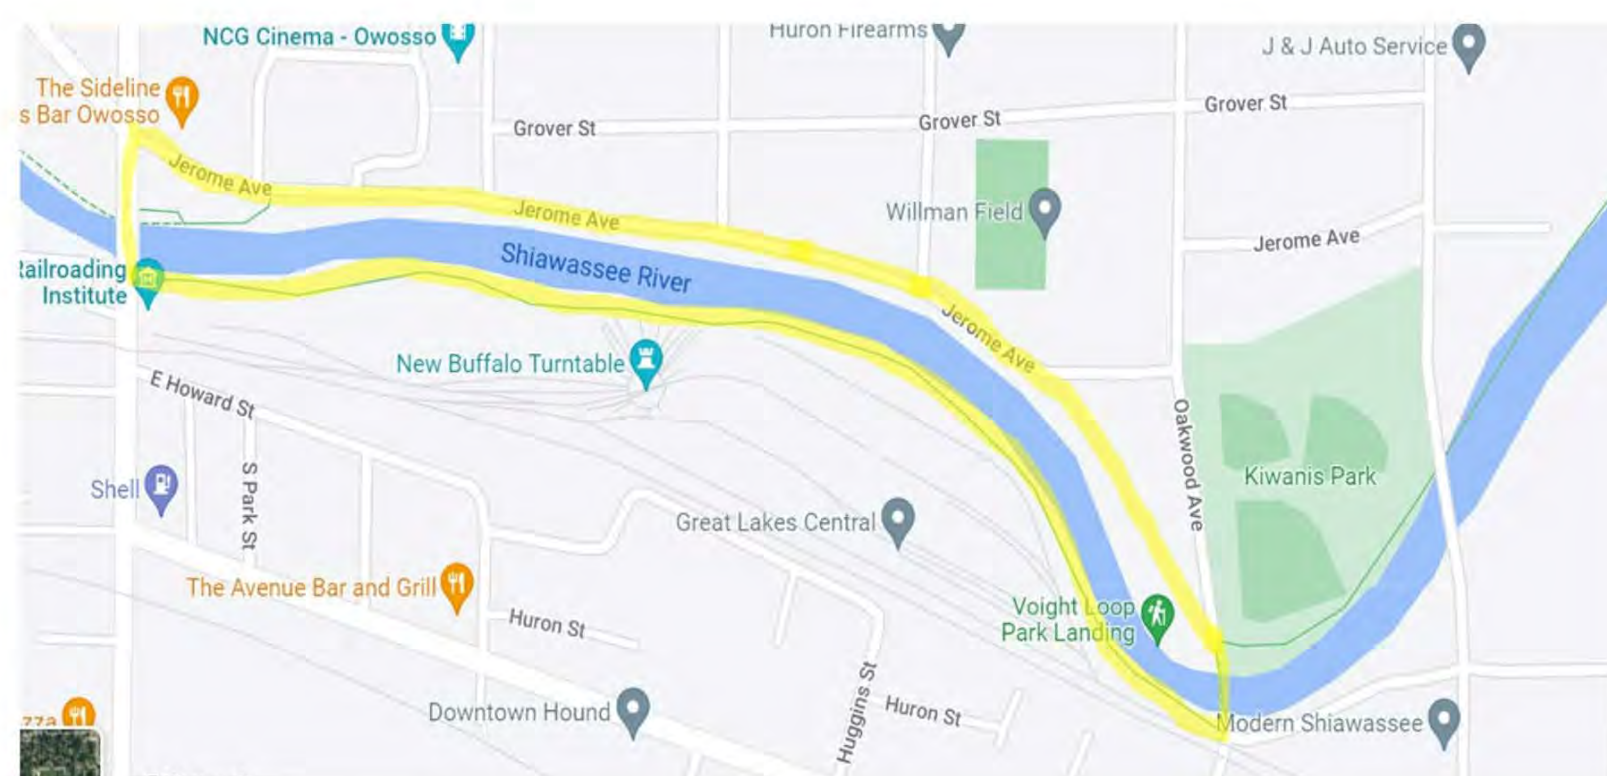 NCG Cinema - Owosso
Huron Firearms
J & J Auto Service
The Sideline
s Bar Owosso
Grover St
Grover St
Grover St
Jerome Ave
Jerome Ave
Willman Field
Jerome Ave
Shiawassee River
Railroading
Institute
Jerome Ave
New Buffalo Turntable
E Howard St
Oakwood Ave
Kiwanis Park
Shell
S Park St
Great Lakes Central
The Avenue Bar and Grill
Voight Loop
Park Landing
Huron St
Huggins St
Huron St
Downtown Hound
Modern Shiawassee
zza